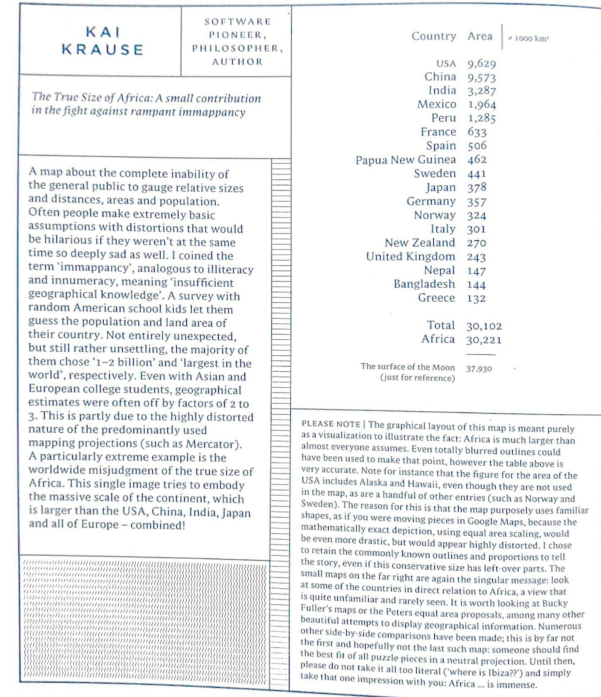 KAI
KRAUSE
SOFTWARE
PIONEER,
PHILOSOPHER,
AUTHOR
The True Size of Africa: A small contribution
in the fight against rampant immappancy
A map about the complete inability of
the general public to gauge relative sizes
and distances, areas and population.
Often people make extremely basic
assumptions with distortions that would
be hilarious if they weren't at the same
time so deeply sad as well. I coined the
term 'immappancy', analogous to illiteracy
and innumeracy, meaning 'insufficient
geographical knowledge'. A survey with
random American school kids let them
guess the population and land area of
their country. Not entirely unexpected,
but still rather unsettling, the majority of
them chose '1–2 billion' and 'largest in the
world', respectively. Even with Asian and
European college students, geographical
estimates were often off by factors of 2 to
3. This is partly due to the highly distorted
nature of the predominantly used
mapping projections (such as Mercator).
A particularly extreme example is the
worldwide misjudgment of the true size of
Africa. This single image tries to embody
the massive scale of the continent, which
is larger than the USA, China, India, Japan
and all of Europe – combined!
Country Area × 1000 km²
USA 9,629
China 9,573
India 3,287
Mexico 1,964
Peru 1,285
France 633
Spain 506
Papua New Guinea 462
Sweden 441
Japan 378
Germany 357
Norway 324
Italy 301
New Zealand 270
United Kingdom 243
Nepal 147
Bangladesh 144
Greece 132
Total 30,102
Africa 30,221
The surface of the Moon 37.930
(just for reference)
PLEASE NOTE | The graphical layout of this map is meant purely
as a visualization to illustrate the fact: Africa is much larger than
almost everyone assumes. Even totally blurred outlines could
have been used to make that point, however the table above is
very accurate. Note for instance that the figure for the area of the
USA includes Alaska and Hawaii, even though they are not used
in the map, as are a handful of other entries (such as Norway and
Sweden). The reason for this is that the map purposely uses familiar
shapes, as if you were moving pieces in Google Maps, because the
mathematically exact depiction, using equal area scaling, would
be even more drastic, but would appear highly distorted. I chose
to retain the commonly known outlines and proportions to tell
the story, even if this conservative size has left-over parts. The
small maps on the far right are again the singular message: look
at some of the countries in direct relation to Africa, a view that
is quite unfamiliar and rarely seen. It is worth looking at Bucky
Fuller's maps or the Peters equal area proposals, among many other
beautiful attempts to display geographical information. Numerous
other side-by-side comparisons have been made; this is by far not
the first and hopefully not the last such map: someone should find
the best fit of all puzzle pieces in a neutral projection. Until then,
please do not take it all too literal ('where is Ibiza??') and simply
take that one impression with you: Africa ... is immense.